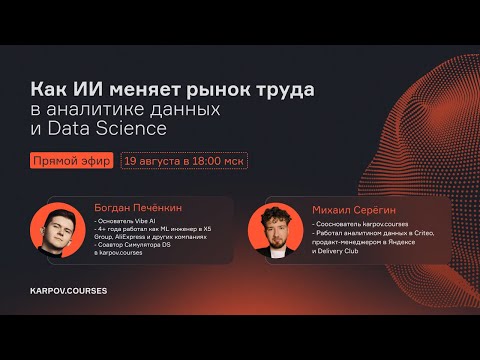 Как ИИ меняет рынок труда
в аналитике данных
и Data Science
Прямой эфир
19 августа в 18:00 мск
Богдан Печёнкин
- Основатель Vibe AI
- 4+ года работал как ML инженер в X5
Group, AliExpress и других компаниях
- Соавтор Симулятора DS
в karpov.courses
Михаил Серёгин
- Сооснователь karpov.courses
- Работал аналитиком данных в Criteo,
продакт-менеджером в Яндексе
и Delivery Club
KARPOV.COURSES